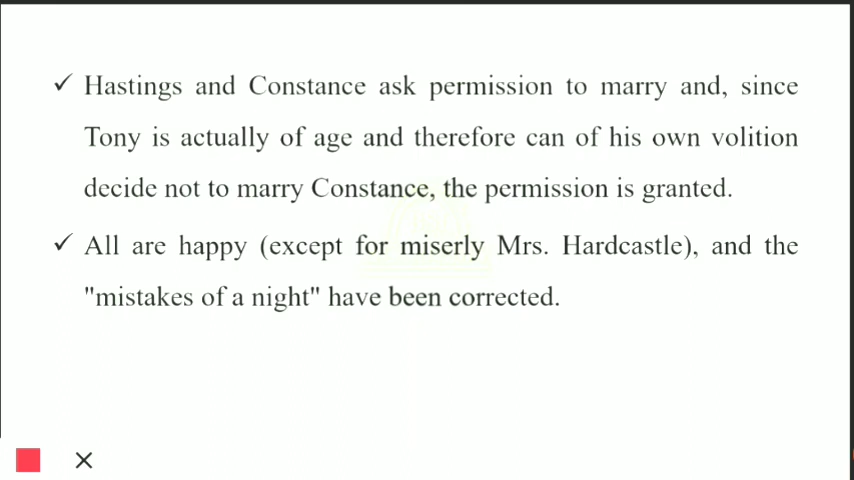 ✓ Hastings and Constance ask permission to marry and, since
Tony is actually of age and therefore can of his own volition
decide not to marry Constance, the permission is granted.
✓ All are happy (except for miserly Mrs. Hardcastle), and the
"mistakes of a night" have been corrected.